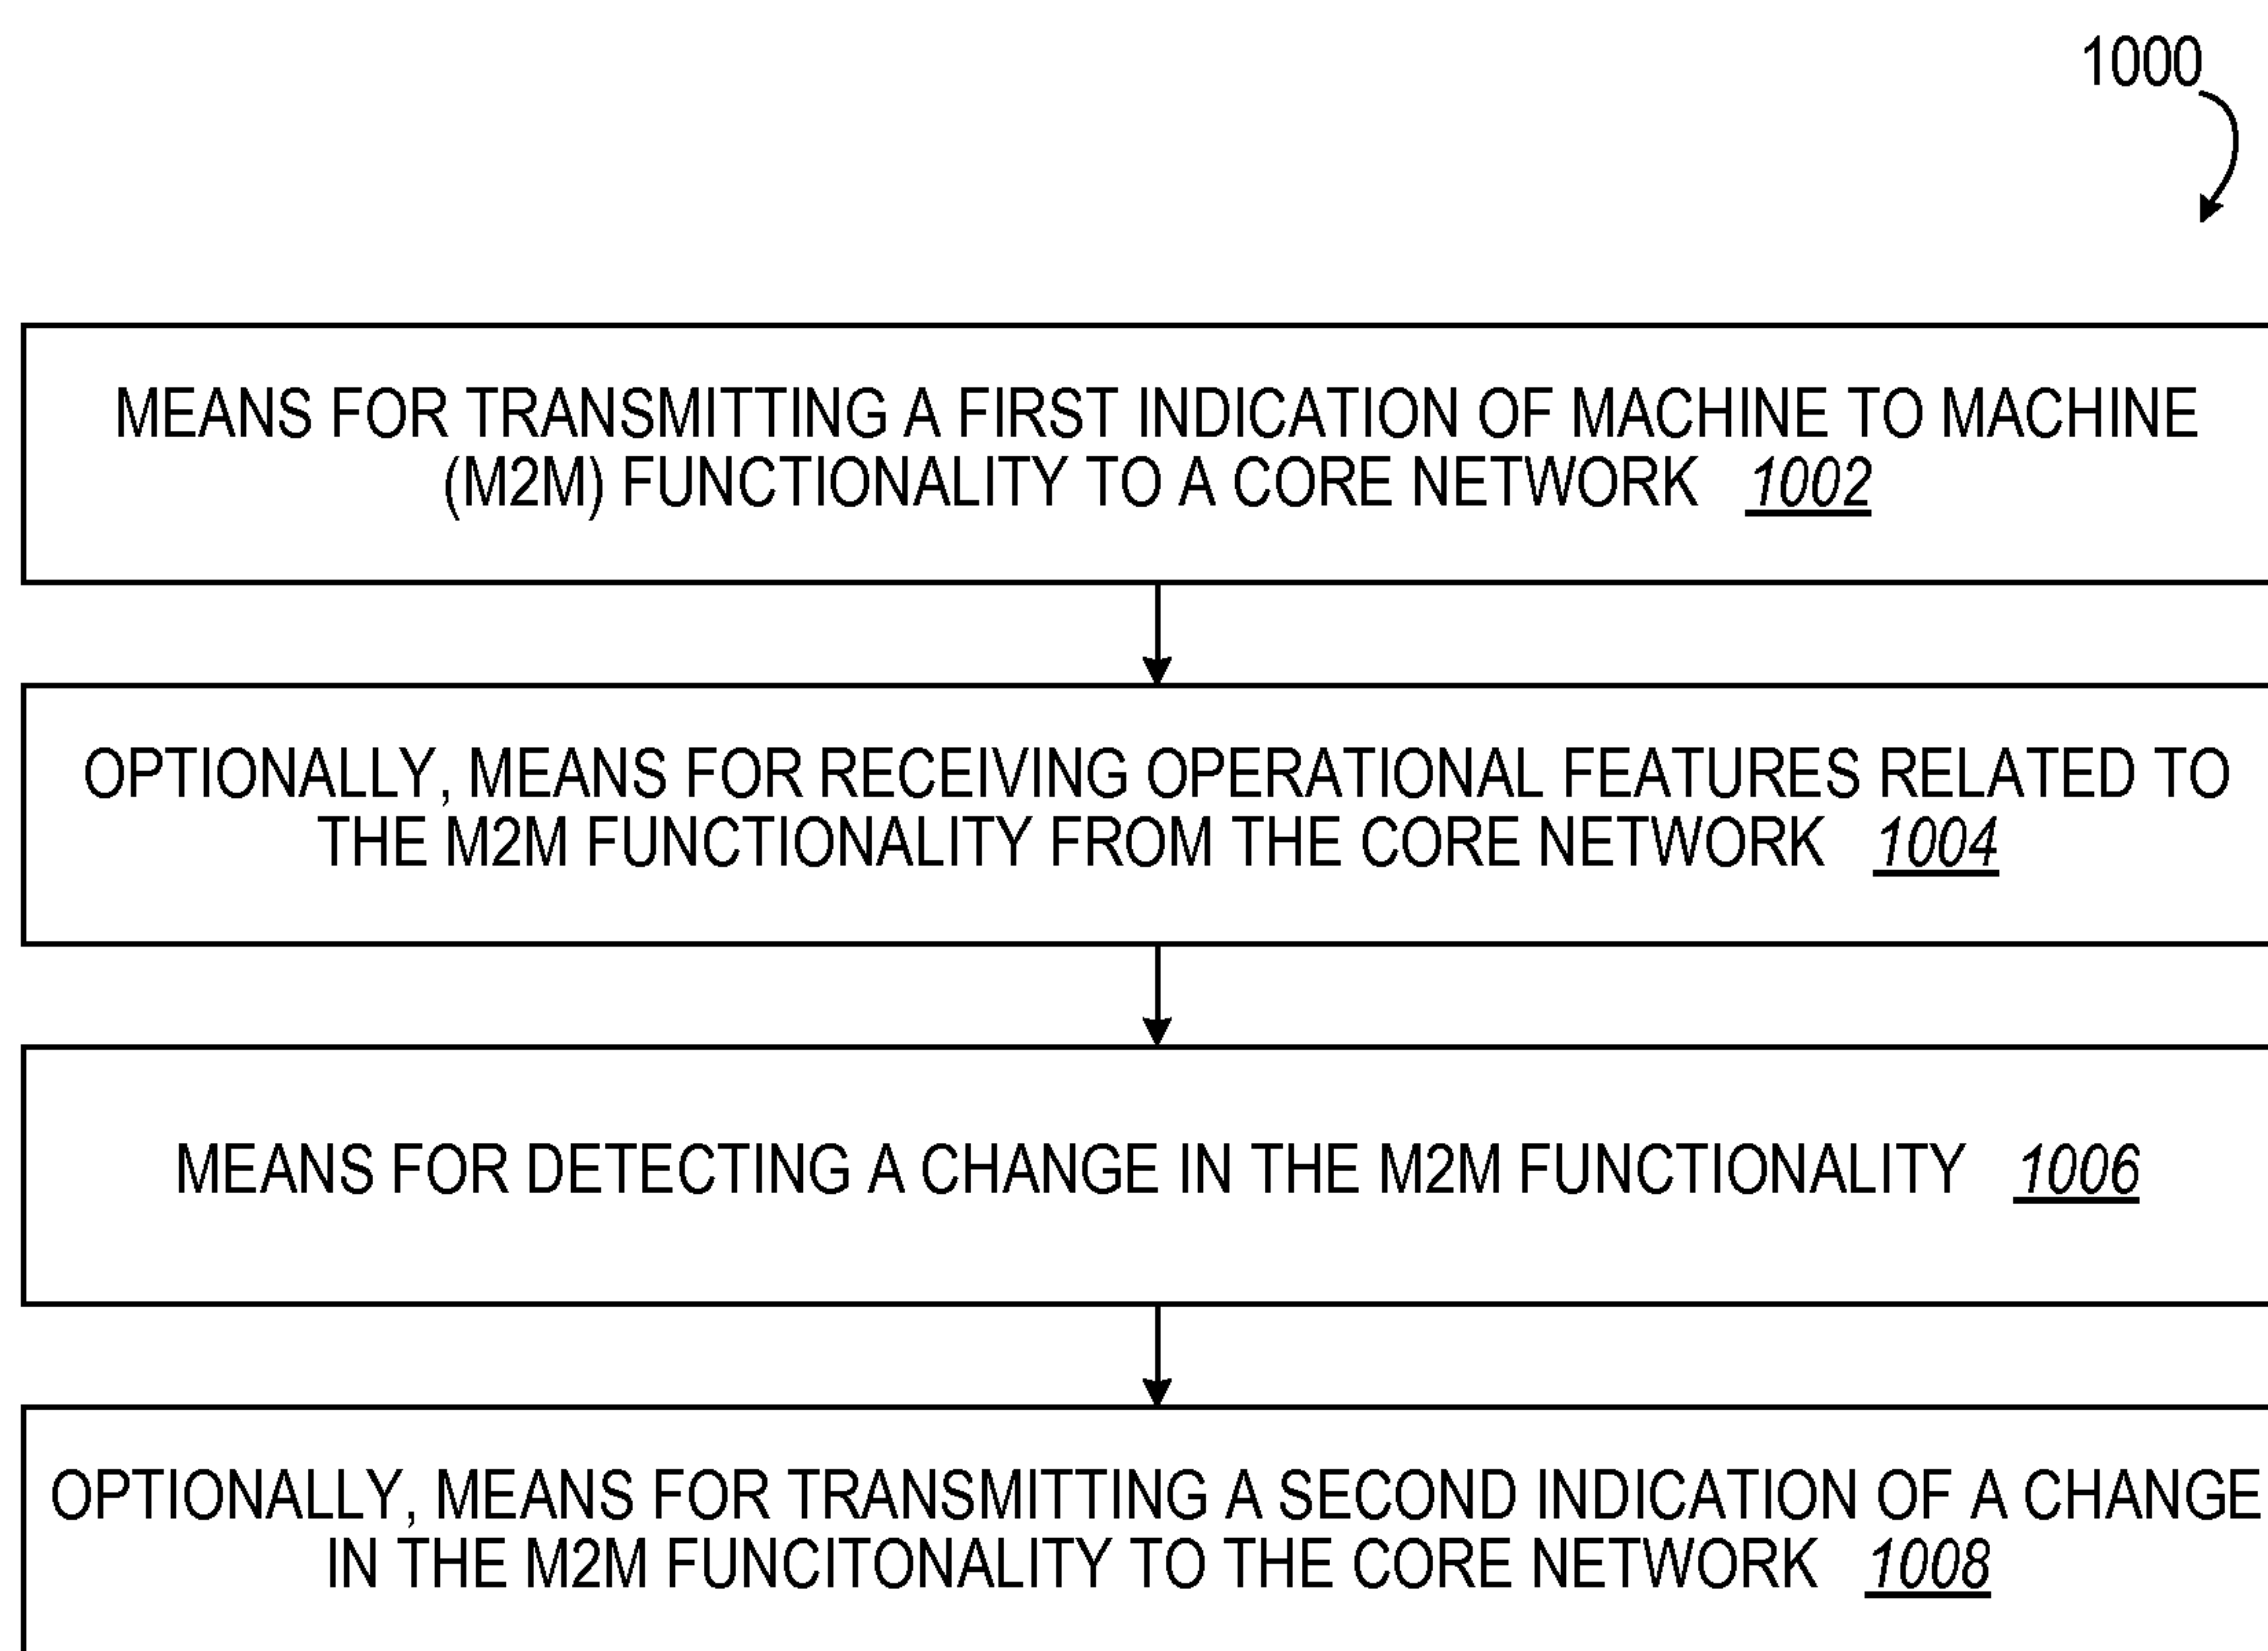 1000
MEANS FOR TRANSMITTING A FIRST INDICATION OF MACHINE TO MACHINE
(M2M) FUNCTIONALITY TO A CORE NETWORK 1002
OPTIONALLY, MEANS FOR RECEIVING OPERATIONAL FEATURES RELATED TO
THE M2M FUNCTIONALITY FROM THE CORE NETWORK 1004
MEANS FOR DETECTING A CHANGE IN THE M2M FUNCTIONALITY 1006
OPTIONALLY, MEANS FOR TRANSMITTING A SECOND INDICATION OF A CHANGE
IN THE M2M FUNCITONALITY TO THE CORE NETWORK 1008